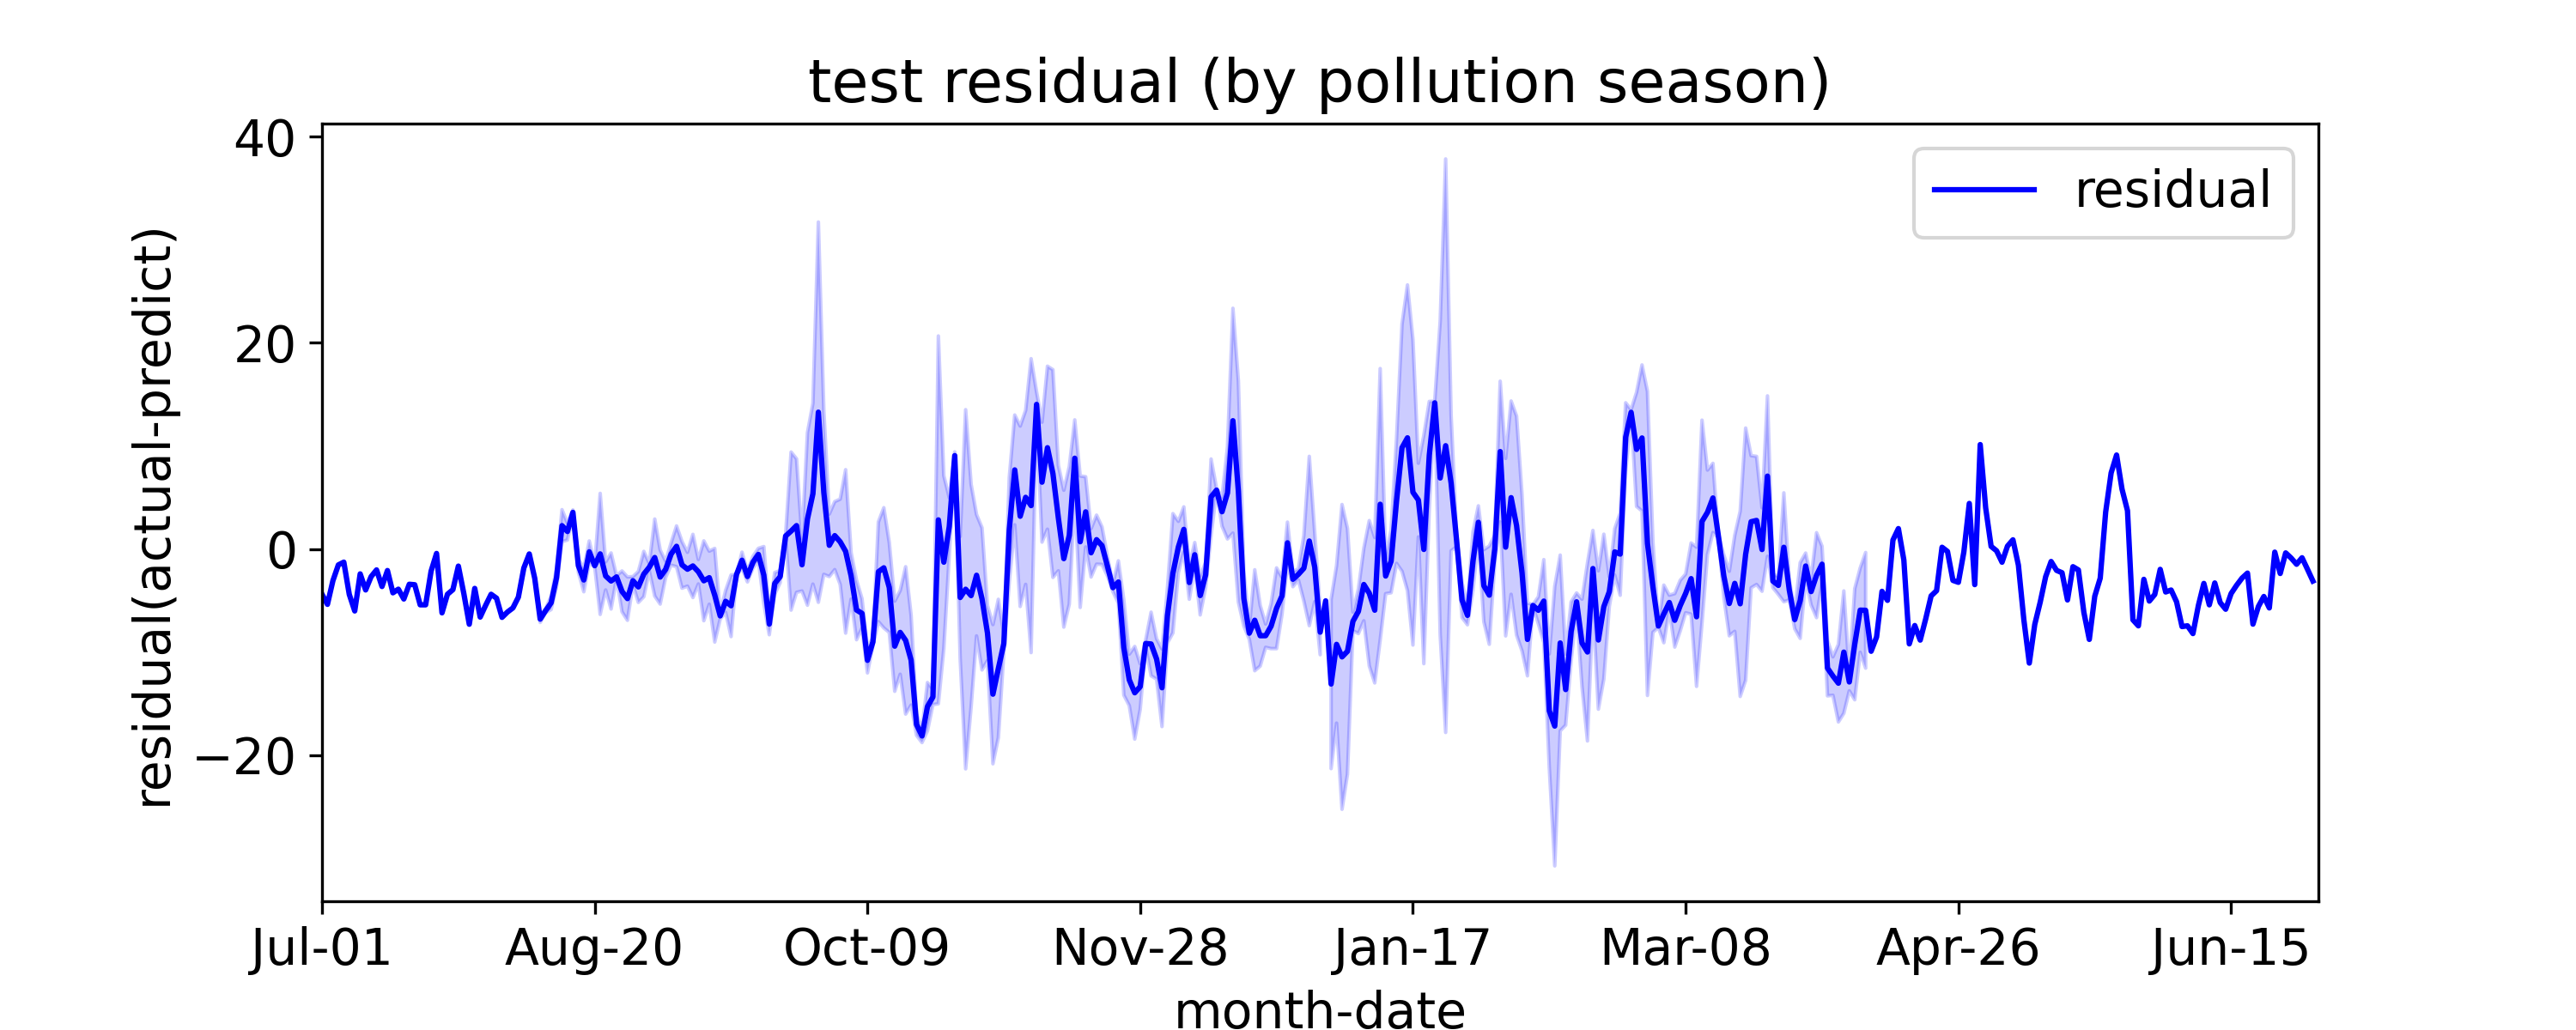 test residual (by pollution season)
residual
40
20
0
−20
residual(actual-predict)
Jul-01 Aug-20 Oct-09 Nov-28 Jan-17 Mar-08 Apr-26 Jun-15
month-date